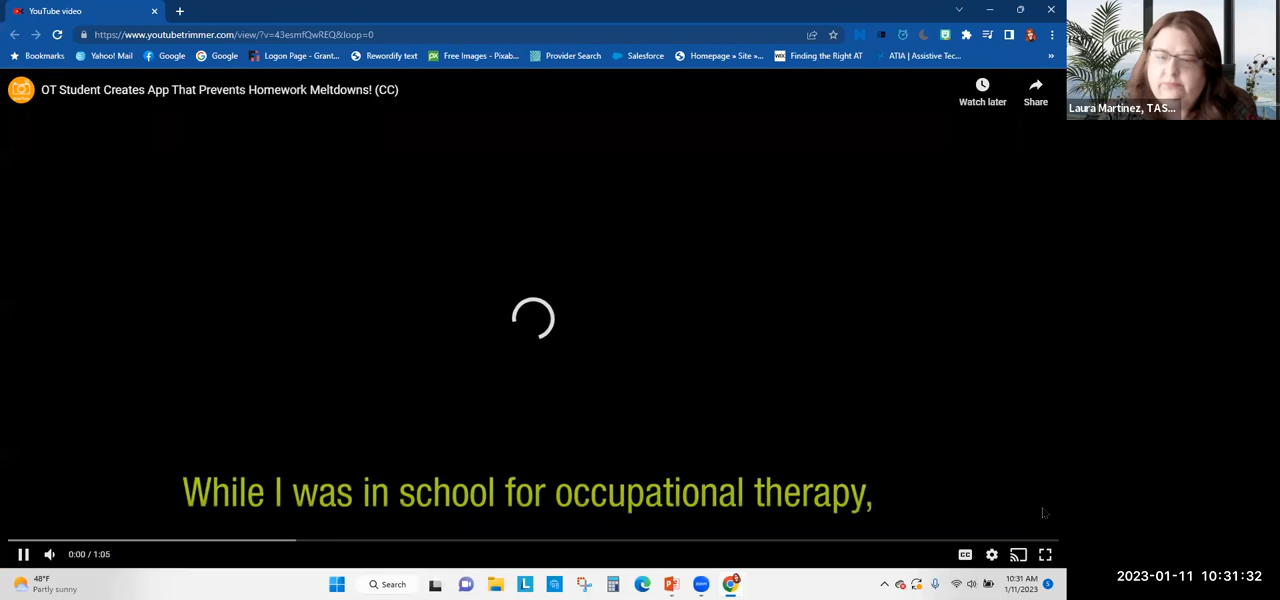 YouTube video
https://www.youtubetrimmer.com/view/?v=43esmfQwREQ&loop=0
Bookmarks
Yahoo! Mail
Google
Google
Logon Page - Grant...
Rewordify text
Free Images - Pixab...
Provider Search
Salesforce
Homepage » Site »...
Finding the Right AT
ATIA | Assistive Tec...
»
OT Student Creates App That Prevents Homework Meltdowns! (CC)
Watch later
Share
Laura Martinez, TAS...
While I was in school for occupational therapy,
0:00 / 1:05
CC
48°F
Partly sunny
Search
10:31 AM
1/11/2023
5
2023-01-11 10:31:32